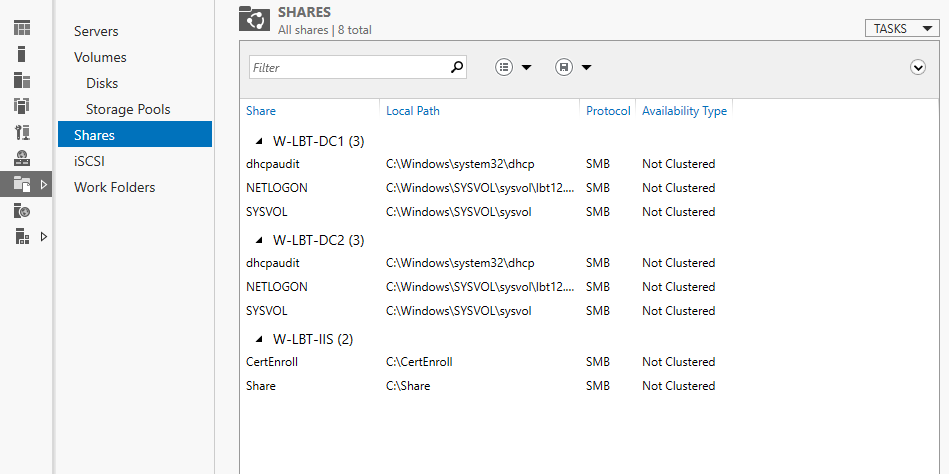 Servers
Volumes
Disks
Storage Pools
Shares
iSCSI
Work Folders
SHARES
All shares | 8 total
TASKS
Filter
Share Local Path Protocol Availability Type
W-LBT-DC1 (3)
dhcpaudit C:\Windows\system32\dhcp SMB Not Clustered
NETLOGON C:\Windows\SYSVOL\sysvol\lbt12.... SMB Not Clustered
SYSVOL C:\Windows\SYSVOL\sysvol SMB Not Clustered
W-LBT-DC2 (3)
dhcpaudit C:\Windows\system32\dhcp SMB Not Clustered
NETLOGON C:\Windows\SYSVOL\sysvol\lbt12.... SMB Not Clustered
SYSVOL C:\Windows\SYSVOL\sysvol SMB Not Clustered
W-LBT-IIS (2)
CertEnroll C:\CertEnroll SMB Not Clustered
Share C:\Share SMB Not Clustered